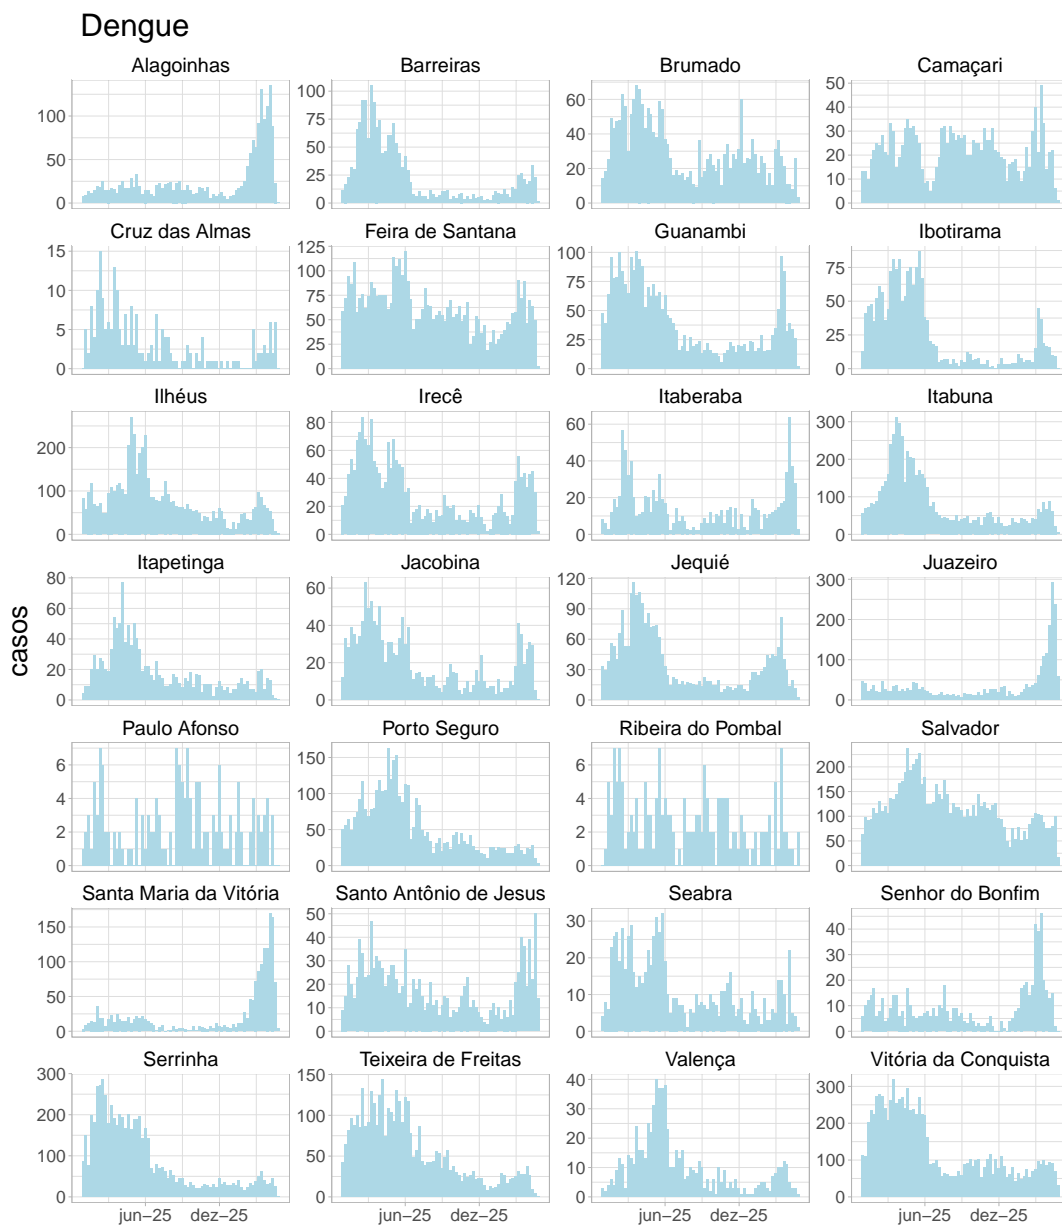 Dengue
Alagoinhas Barreiras Brumado Camaçari
100 50 0
100 75 50 25 0
60 40 20 0
50 40 30 20 10 0
Cruz das Almas Feira de Santana Guanambi Ibotirama
15 10 5 0
125 100 75 50 25 0
100 75 50 25 0
75 50 25 0
Ilhéus Irecê Itaberaba Itabuna
200 100 0
80 60 40 20 0
60 40 20 0
300 200 100 0
Itapetinga Jacobina Jequié Juazeiro
80 60 40 20 0
60 40 20 0
120 90 60 30 0
300 200 100 0
casos
Paulo Afonso Porto Seguro Ribeira do Pombal Salvador
6 4 2 0
150 100 50 0
6 4 2 0
200 150 100 50 0
Santa Maria da Vitória Santo Antônio de Jesus Seabra Senhor do Bonfim
150 100 50 0
50 40 30 20 10 0
30 20 10 0
40 30 20 10 0
Serrinha Teixeira de Freitas Valença Vitória da Conquista
300 200 100 0
150 100 50 0
40 30 20 10 0
300 200 100 0
jun–25 dez–25 jun–25 dez–25 jun–25 dez–25 jun–25 dez–25